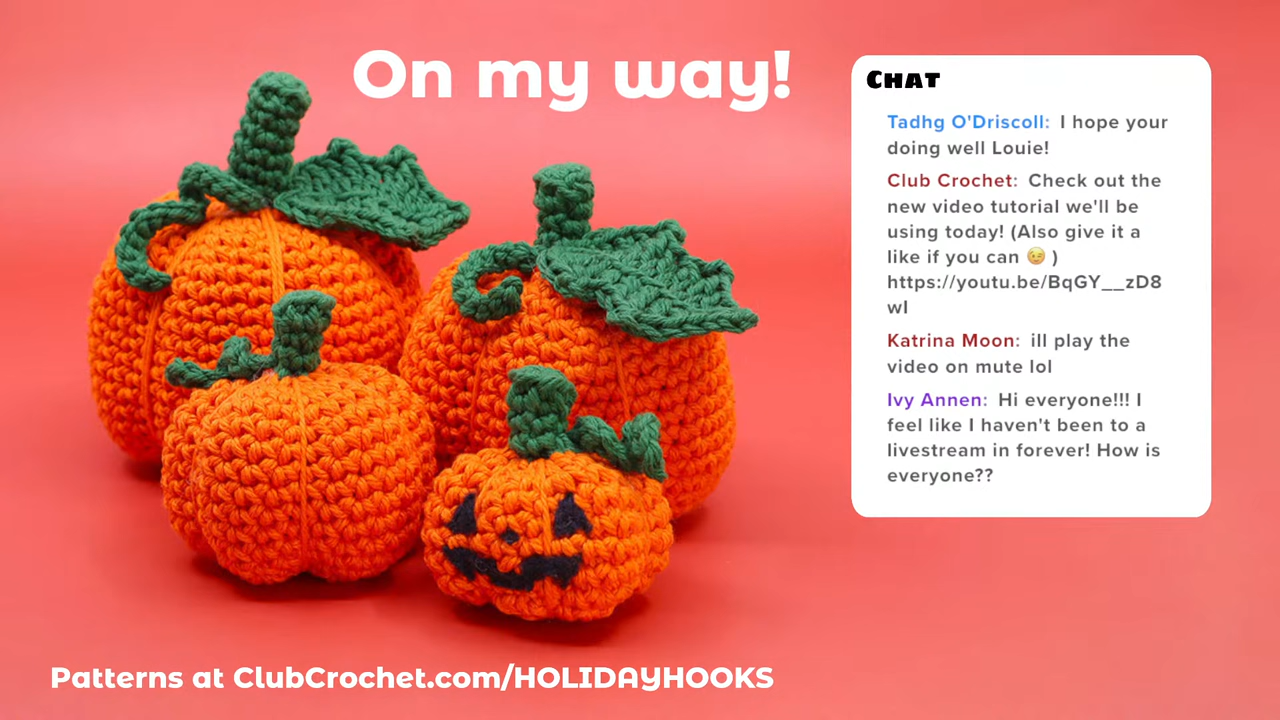 On my way!
CHAT
Tadhg O'Driscoll: I hope your
doing well Louie!
Club Crochet: Check out the
new video tutorial we'll be
using today! (Also give it a
like if you can 😉 )
https://youtu.be/BqGY__zD8
wI
Katrina Moon: ill play the
video on mute lol
Ivy Annen: Hi everyone!!! I
feel like I haven't been to a
livestream in forever! How is
everyone??
Patterns at ClubCrochet.com/HOLIDAYHOOKS